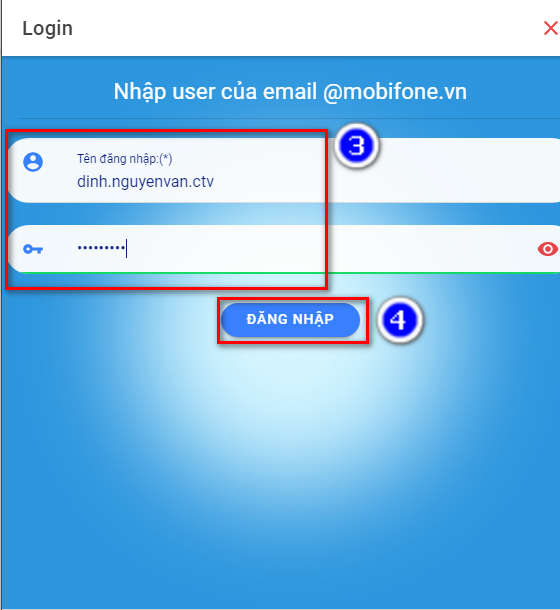 Login
Nhập user của email @mobifone.vn
3
Tên đăng nhập:(*)
dinh.nguyenvan.ctv
•••••••••
ĐĂNG NHẬP
4